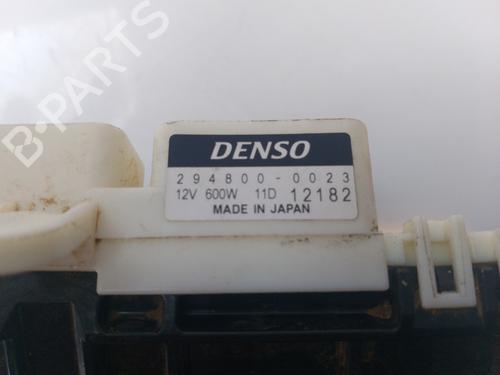 B-PARTS
DENSO
294800-0023
12V 600W 11D 12182
MADE IN JAPAN